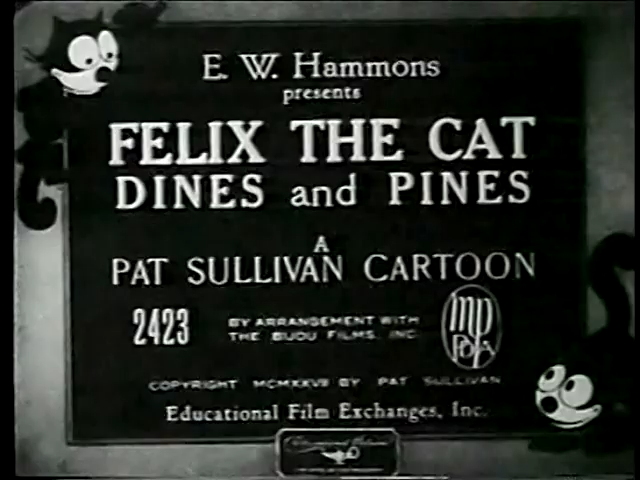 E. W. Hammons
presents
FELIX THE CAT
DINES and PINES
A
PAT SULLIVAN CARTOON
2423
BY ARRANGEMENT WITH
THE BIJOU FILMS, INC.
COPYRIGHT MCMXXVII BY PAT SULLIVAN
Educational Film Exchanges, Inc.